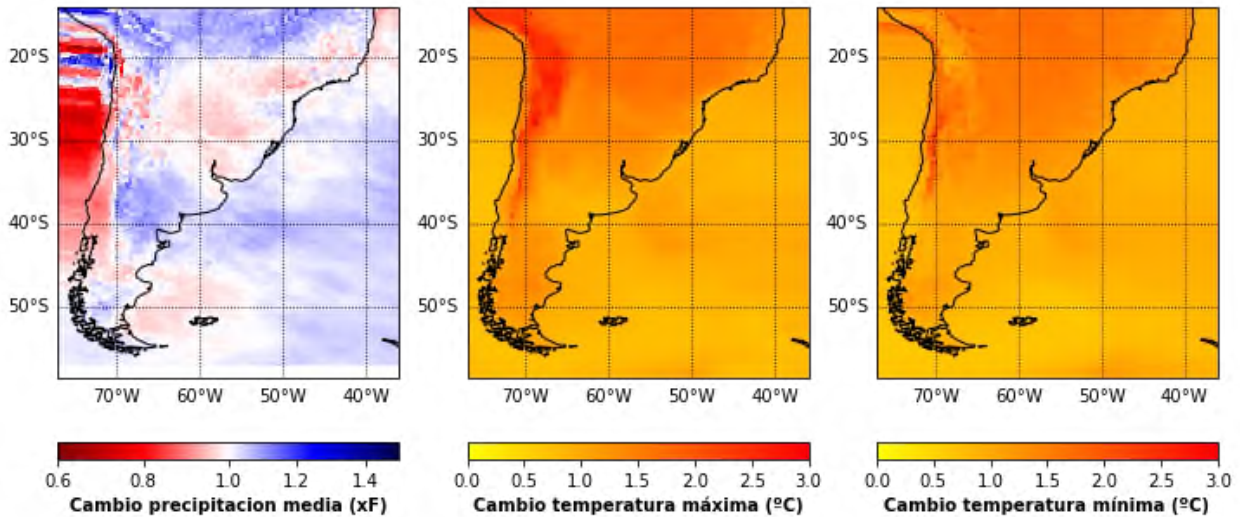 20°S 20°S 20°S
30°S 30°S 30°S
40°S 40°S 40°S
50°S 50°S 50°S
70°W 60°W 50°W 40°W 70°W 60°W 50°W 40°W 70°W 60°W 50°W 40°W
0.6 0.8 1.0 1.2 1.4 0.0 0.5 1.0 1.5 2.0 2.5 3.0 0.0 0.5 1.0 1.5 2.0 2.5 3.0
Cambio precipitacion media (xF) Cambio temperatura máxima (ºC) Cambio temperatura mínima (ºC)